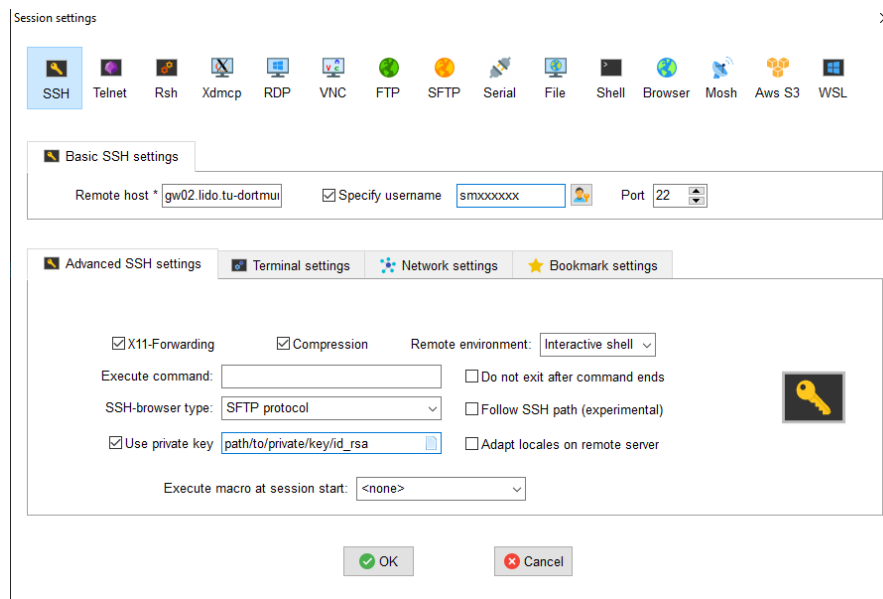 Session settings
SSH Telnet Rsh Xdmcp RDP VNC FTP SFTP Serial File Shell Browser Mosh Aws S3 WSL
Basic SSH settings
Remote host * gw02.lido.tu-dortmun Specify username smxxxxxx Port 22
Advanced SSH settings Terminal settings Network settings Bookmark settings
X11-Forwarding Compression Remote environment: Interactive shell
Execute command: Do not exit after command ends
SSH-browser type: SFTP protocol Follow SSH path (experimental)
Use private key path/to/private/key/id_rsa Adapt locales on remote server
Execute macro at session start: <none>
OK Cancel